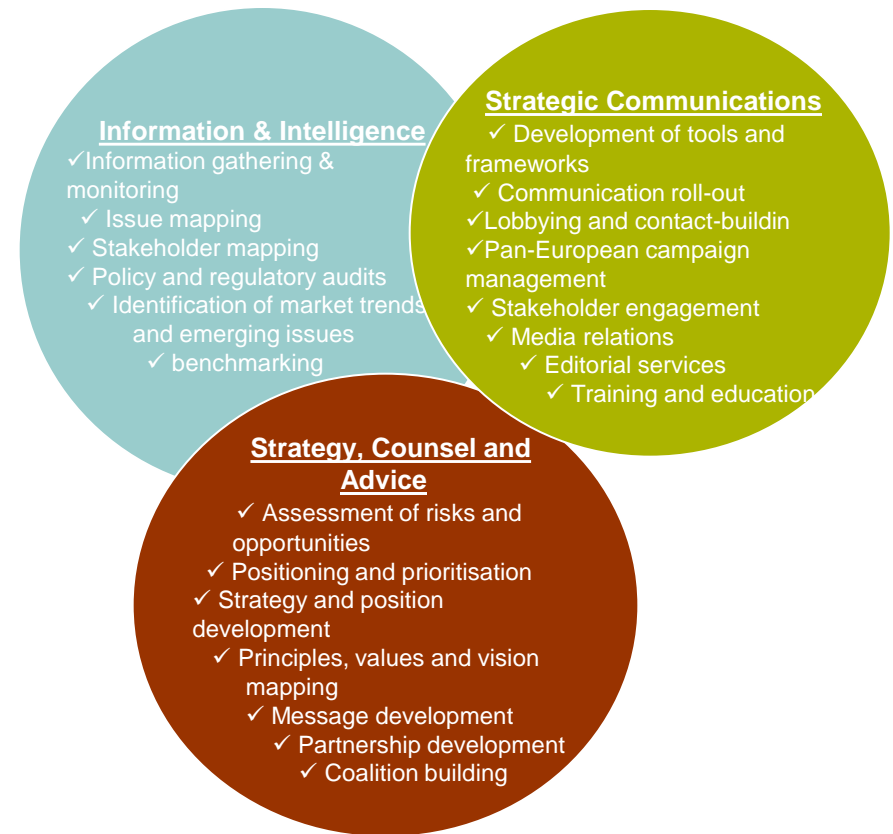 Information & Intelligence
✓Information gathering &
monitoring
✓ Issue mapping
✓ Stakeholder mapping
✓ Policy and regulatory audits
✓ Identification of market trends
and emerging issues
✓ benchmarking
Strategic Communications
✓ Development of tools and
frameworks
✓ Communication roll-out
✓Lobbying and contact-buildin
✓Pan-European campaign
management
✓ Stakeholder engagement
✓ Media relations
✓ Editorial services
✓ Training and education
Strategy, Counsel and
Advice
✓ Assessment of risks and
opportunities
✓ Positioning and prioritisation
✓ Strategy and position
development
✓ Principles, values and vision
mapping
✓ Message development
✓ Partnership development
✓ Coalition building